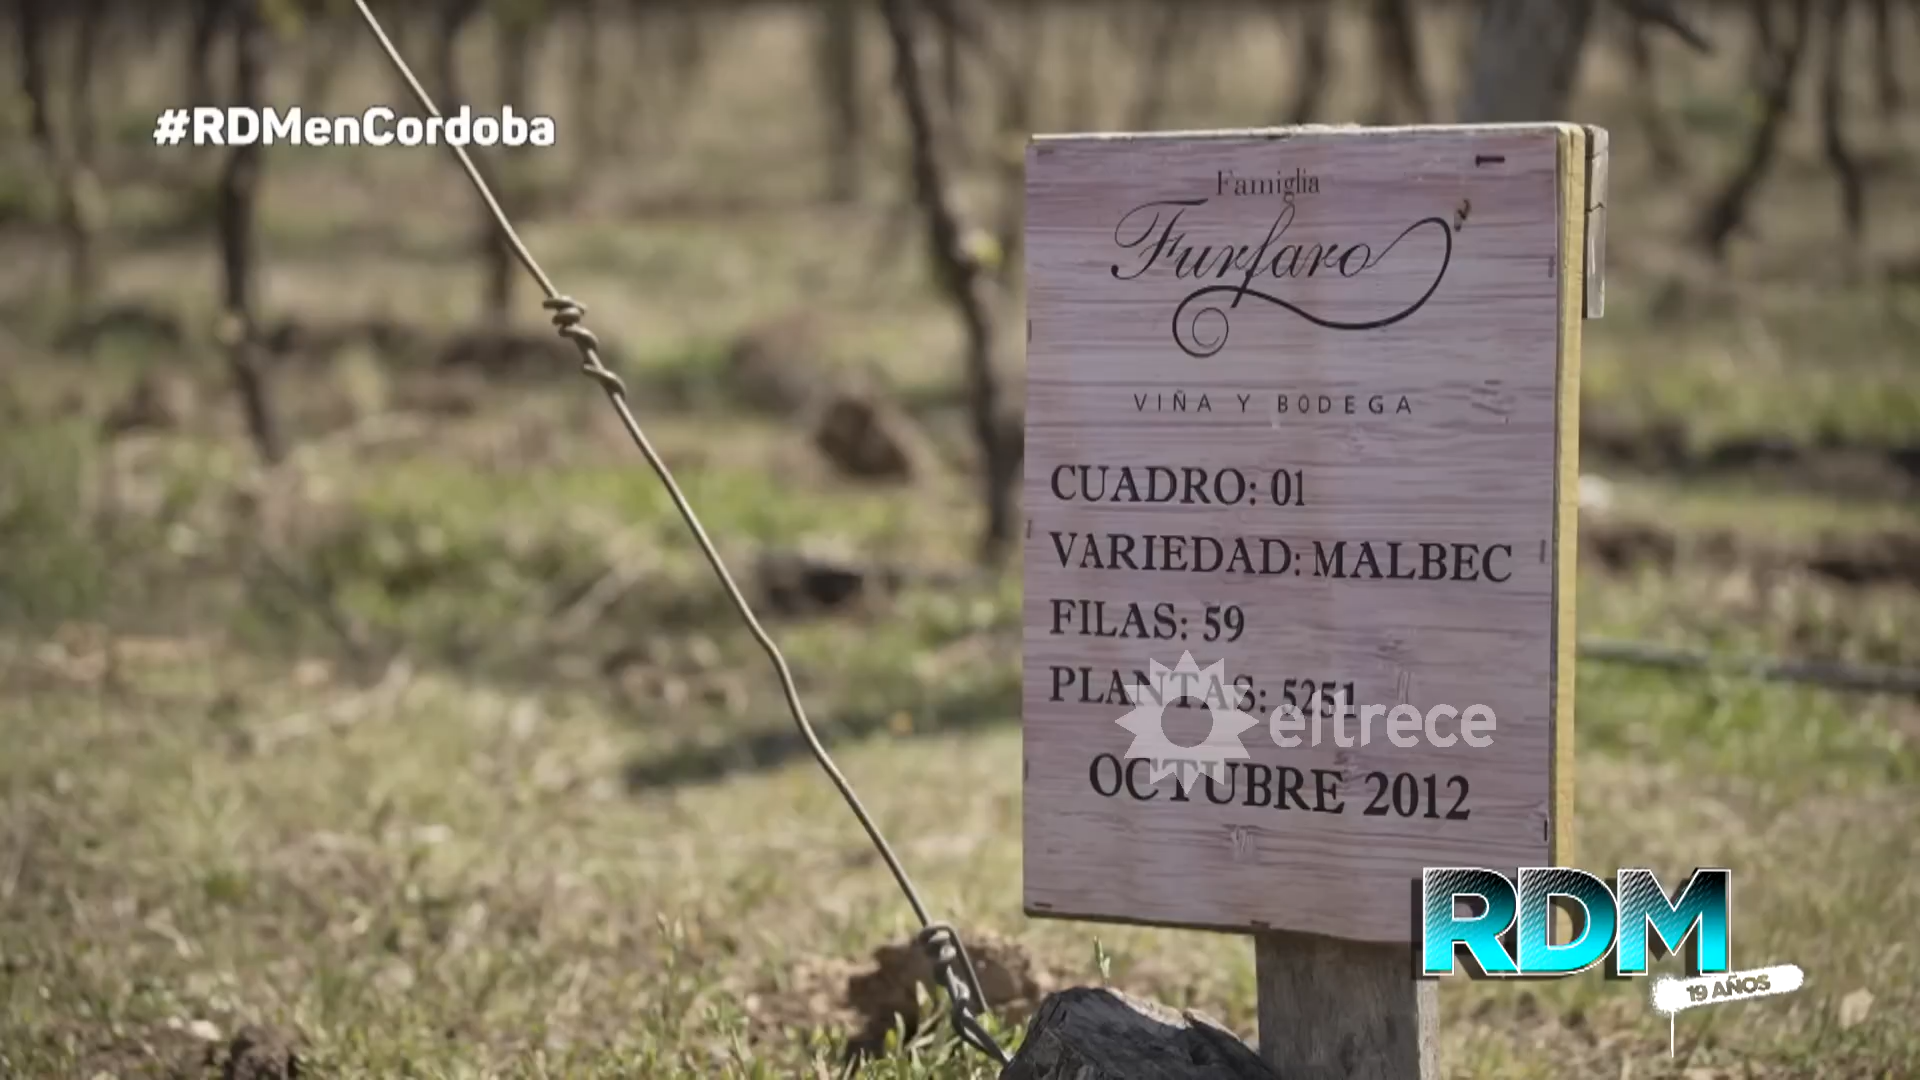 #RDMenCordoba
Famiglia
Furfaro
VIÑA Y BODEGA
CUADRO: 01
VARIEDAD: MALBEC
FILAS: 59
PLANTAS: 5251
eltrece
OCTUBRE 2012
RDM
19 AÑOS